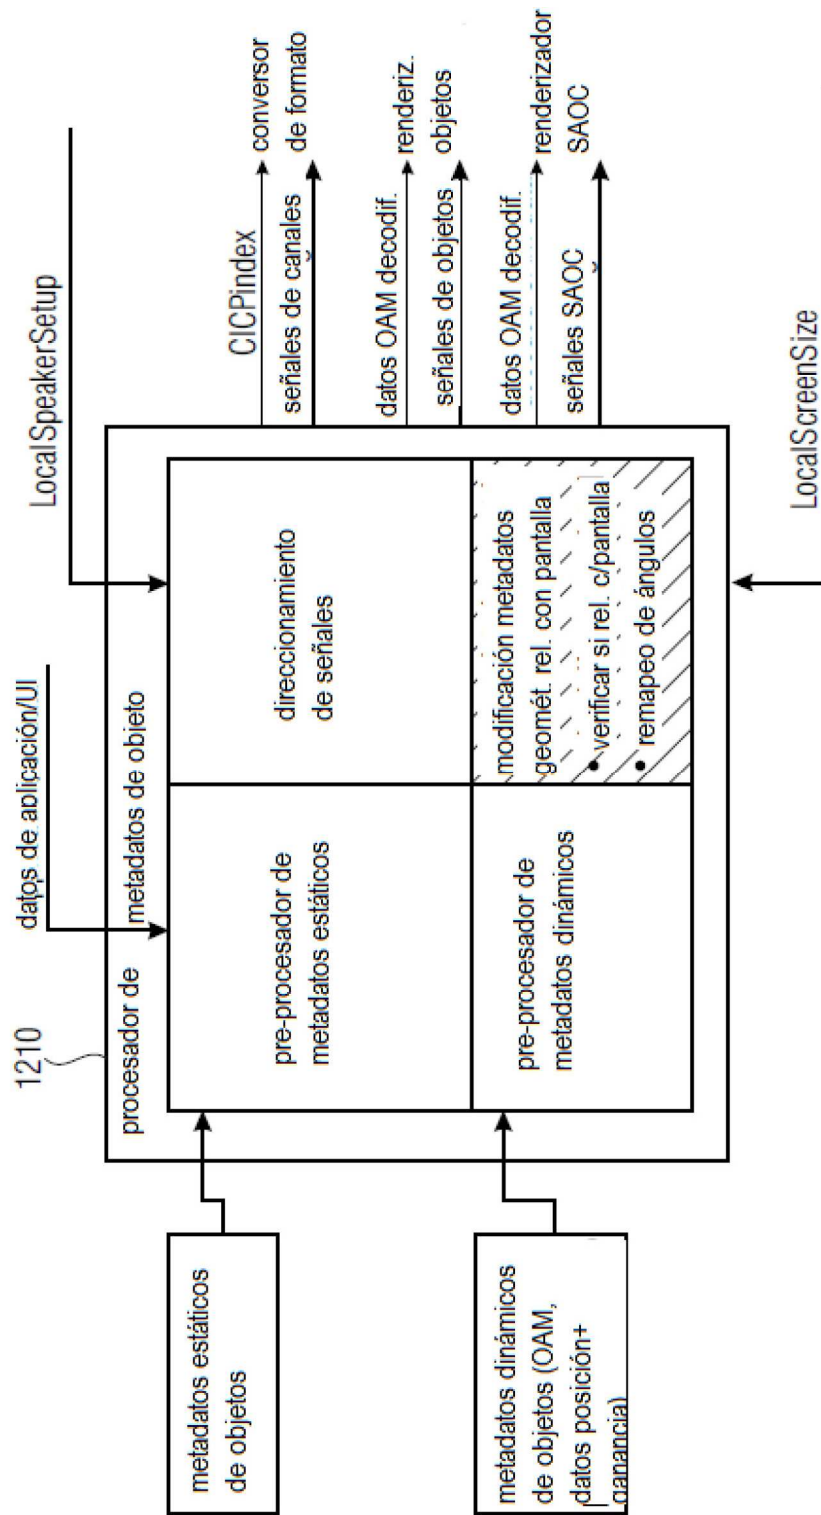 1210
procesador de
metadatos de objeto
datos de aplicación/UI
LocalSpeakerSetup
metadatos estáticos
de objetos
metadatos dinámicos
de objetos (OAM,
datos posición+
ganancia)
pre-procesador de
metadatos estáticos
direccionamiento
de señales
pre-procesador de
metadatos dinámicos
modificación metadatos
geomét. rel. con pantalla
• verificar si rel. c/pantalla
• remapeo de ángulos
CICPindex
señales de canales
conversor
de formato
datos OAM decodif.
señales de objetos
renderiz.
objetos
datos OAM decodif.
señales SAOC
renderizador
SAOC
LocalScreenSize